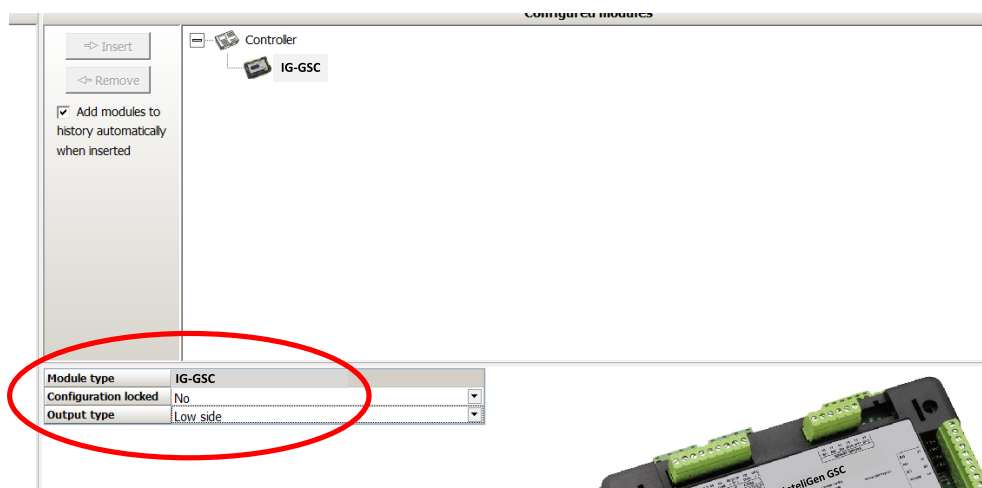 Configured modules
Insert
Controller
IG-GSC
Remove
Add modules to
history automatically
when inserted
Module type IG-GSC
Configuration locked No
Output type Low side
InteliGen GSC